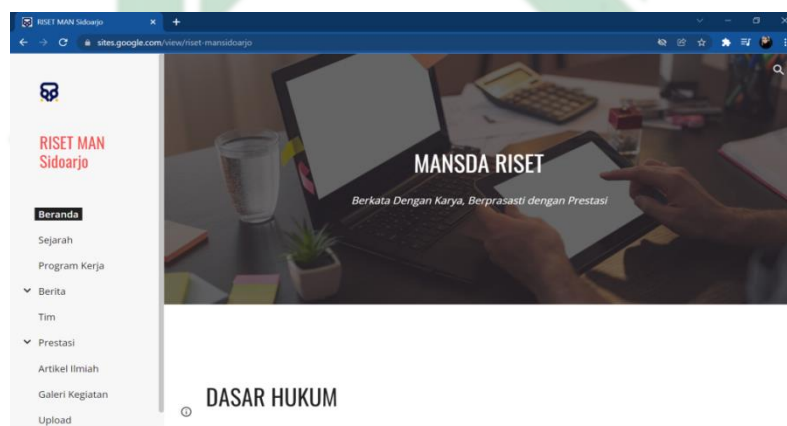 RISET MAN Sidoarjo
sites.google.com/view/riset-mansidoarjo
RISET MAN
Sidoarjo
Beranda
Sejarah
Program Kerja
Berita
Tim
Prestasi
Artikel Ilmiah
Galeri Kegiatan
Upload
MANSDA RISET
Berkata Dengan Karya, Berprasasti dengan Prestasi
DASAR HUKUM